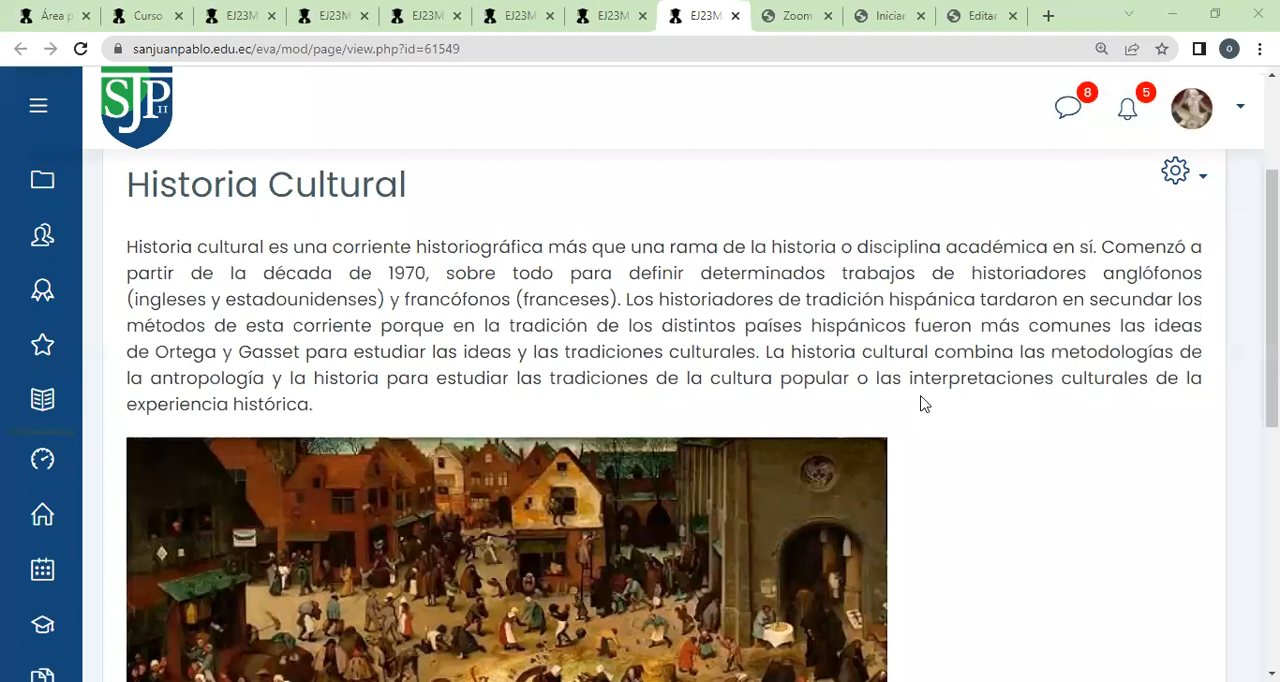 Área p
Curso
EJ23M
EJ23M
EJ23M
EJ23M
EJ23M
EJ23M
Zoom
Iniciar
Editar
sanjuanpablo.edu.ec/eva/mod/page/view.php?id=61549
SJP II
8
5
Historia Cultural
Historia cultural es una corriente historiográfica más que una rama de la historia o disciplina académica en sí. Comenzó a
partir de la década de 1970, sobre todo para definir determinados trabajos de historiadores anglófonos
(ingleses y estadounidenses) y francófonos (franceses). Los historiadores de tradición hispánica tardaron en secundar los
métodos de esta corriente porque en la tradición de los distintos países hispánicos fueron más comunes las ideas
de Ortega y Gasset para estudiar las ideas y las tradiciones culturales. La historia cultural combina las metodologías de
la antropología y la historia para estudiar las tradiciones de la cultura popular o las interpretaciones culturales de la
experiencia histórica.